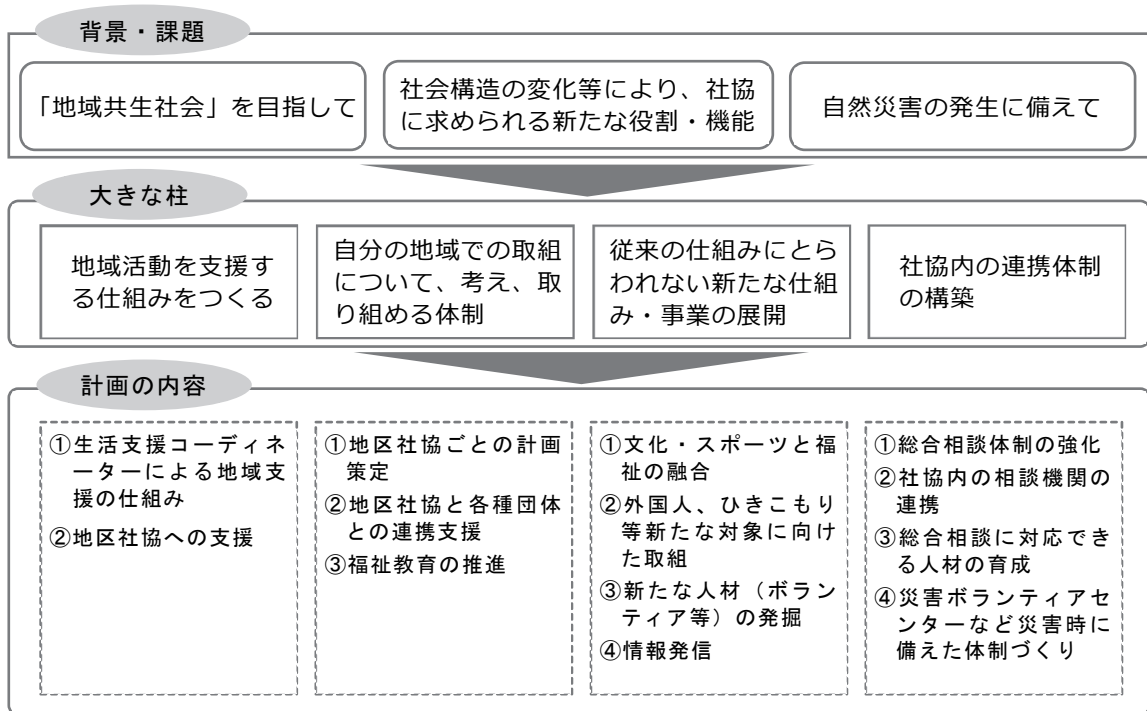 背景・課題
「地域共生社会」を目指して
社会構造の変化等により、社協
に求められる新たな役割・機能
自然災害の発生に備えて
大きな柱
地域活動を支援す
る仕組みをつくる
自分の地域での取組
について、考え、取
り組める体制
従来の仕組みにとら
われない新たな仕組
み・事業の展開
社協内の連携体制
の構築
計画の内容
①生活支援コーディネ
ーターによる地域支
援の仕組み
②地区社協への支援
①地区社協ごとの計画
策定
②地区社協と各種団体
との連携支援
③福祉教育の推進
①文化・スポーツと福
祉の融合
②外国人、ひきこもり
等新たな対象に向け
た取組
③新たな人材（ボラン
ティア等）の発掘
④情報発信
①総合相談体制の強化
②社協内の相談機関の
連携
③総合相談に対応でき
る人材の育成
④災害ボランティアセ
ンターなど災害時に
備えた体制づくり